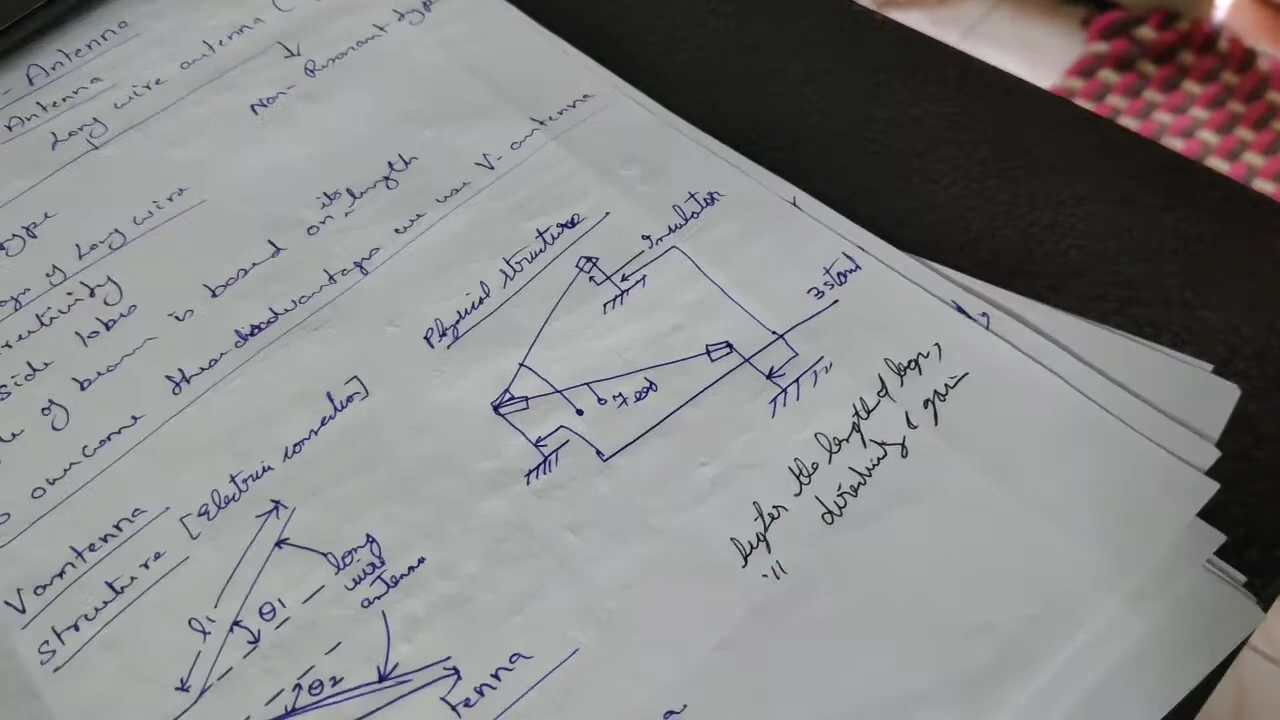 - Antenna
Antenna
Long wire antenna (
Non- Resonant type
type
Long wire
directivity
side lobes
of beam is based on its length
overcome these disadvantages we use V- antenna
Physical structure
Insulator
3 stand
Feed
higher the length of legs,
directivity & gain
"
V antenna
structure [Electric connection]
l1
θ1
long
wire
antenna
θ2
tenna
a